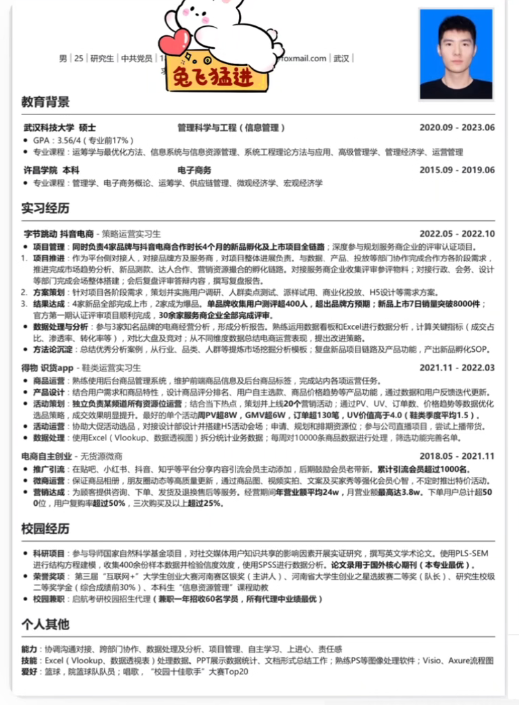 男 | 25 | 研究生 | 中共党员 | 1
oxmail.com | 武汉 |
兔飞猛进
教育背景
武汉科技大学 硕士 管理科学与工程（信息管理） 2020.09 - 2023.06
● GPA：3.56/4（专业前17%）
● 专业课程：运筹学与最优化方法、信息系统与信息资源管理、系统工程理论方法与应用、高级管理学、管理经济学、运营管理
许昌学院 本科 电子商务 2015.09 - 2019.06
● 专业课程：管理学、电子商务概论、运筹学、供应链管理、微观经济学、宏观经济学
实习经历
字节跳动 抖音电商 - 策略运营实习生 2022.05 - 2022.10
● 项目管理：同时负责4家品牌与抖音电商合作时长4个月的新品孵化及上市项目全链路；深度参与规划服务商企业的评审认证项目。
1. 项目推进：作为平台侧对接人，对接品牌方及服务商，对项目整体进展负责。与数据、产品、投放等部门协作完成合作方各阶段需求，
推进完成市场趋势分析、新品测款、达人合作、营销资源撮合的孵化链路。对接服务商企业收集评审参评物料；对接行政、会务、设计
等部门完成会场整体搭建；会后复盘评审答辩内容，撰写复盘报告。
2. 方案策划：针对项目各阶段需求，策划并实施用户调研、人群卖点测试、派样试用、商业化投放、H5设计等需求方案。
3. 结果达成：4家新品全部完成上市，2家成为爆品。单品牌收集用户测评超400人，超出品牌方预期；新品上市7日销量突破8000件；
官方第一期认证评审项目顺利完成，30余家服务商企业全部完成评审。
● 数据处理与分析：参与3家知名品牌的电商经营分析，形成分析报告。熟练运用数据看板和Excel进行数据分析，计算关键指标（成交占
比、渗透率、转化率等），对比大盘及竞对；从不同维度数据总结电商运营表现，提出改进策略。
● 方法论沉淀：总结优秀分析案例，从行业、品类、人群等提炼市场挖掘分析模板；复盘新品项目链路及产品功能，产出新品孵化SOP。
得物 识货app - 鞋类运营实习生 2021.11 - 2022.03
● 商品运营：熟练使用后台商品管理系统，维护前端商品信息及后台商品标签，完成站内各项运营任务。
● 产品设计：结合用户需求和商品特性，设计商品评分排名、用户自主选款、商品价格趋势等产品功能，通过数据和用户反馈迭代更新。
● 活动策划：独立负责某频道所有资源位运营；结合当下热点，策划并上线20个营销活动；通过PV、UV、订单数、价格趋势等数据优化
选品策略，成交效果明显提升。最好的单个活动周PV超8W，GMV超6W，订单超130笔，UV价值高于4.0（鞋类季度平均1.5）。
● 活动运营：协助大促活动选品，对接设计部设计并搭建H5活动会场；申请、规划和排期资源位；参与公司直播项目，尝试上播带货。
● 数据处理：使用Excel（Vlookup、数据透视图）拆分统计业务数据；每周对10000条商品数据进行处理，筛选功能完善名单。
电商自主创业 - 无货源微商 2018.05 - 2021.11
● 推广引流：在贴吧、小红书、抖音、知乎等平台分享内容引流会员主动添加，后期鼓励会员老带新。累计引流会员超过1000名。
● 微商运营：保证商品相册，朋友圈动态等高质量更新，通过商品图、视频实拍、文案及买家秀等强化会员心智，不定时推出特价活动。
● 营销达成：为顾客提供咨询、下单、发货及退换售后等服务。经营期间年营业额平均24w，月营业额最高达3.8w。下单用户总计超50
0位，用户复购率超过50%，三次购买及以上超过25%。
校园经历
● 科研项目：参与导师国家自然科学基金项目，对社交媒体用户知识共享的影响因素开展实证研究，撰写英文学术论文。使用PLS-SEM
进行结构方程建模，收集400余份样本数据并检验信度效度，使用SPSS进行数据分析。论文录用于国外核心期刊（本专业最优）。
● 荣誉奖项：第三届“互联网+”大学生创业大赛河南赛区银奖（主讲人）、河南省大学生创业之星选拔赛二等奖（队长）、研究生校级
二等奖学金（综合成绩前30%）、本科生“信息资源管理”课程助教
● 校园兼职：启航考研校园招生代理（兼职一年招收60名学员，所有代理中业绩最优）
个人其他
能力：协调沟通对接、跨部门协作、数据处理及分析、项目管理、自主学习、上进心、责任感
技能：Excel（Vlookup、数据透视表）处理数据。PPT展示数据统计、文档形式总结工作；熟练PS等图像处理软件；Visio、Axure流程图
爱好：篮球，院篮球队队员；唱歌，“校园十佳歌手”大赛Top20